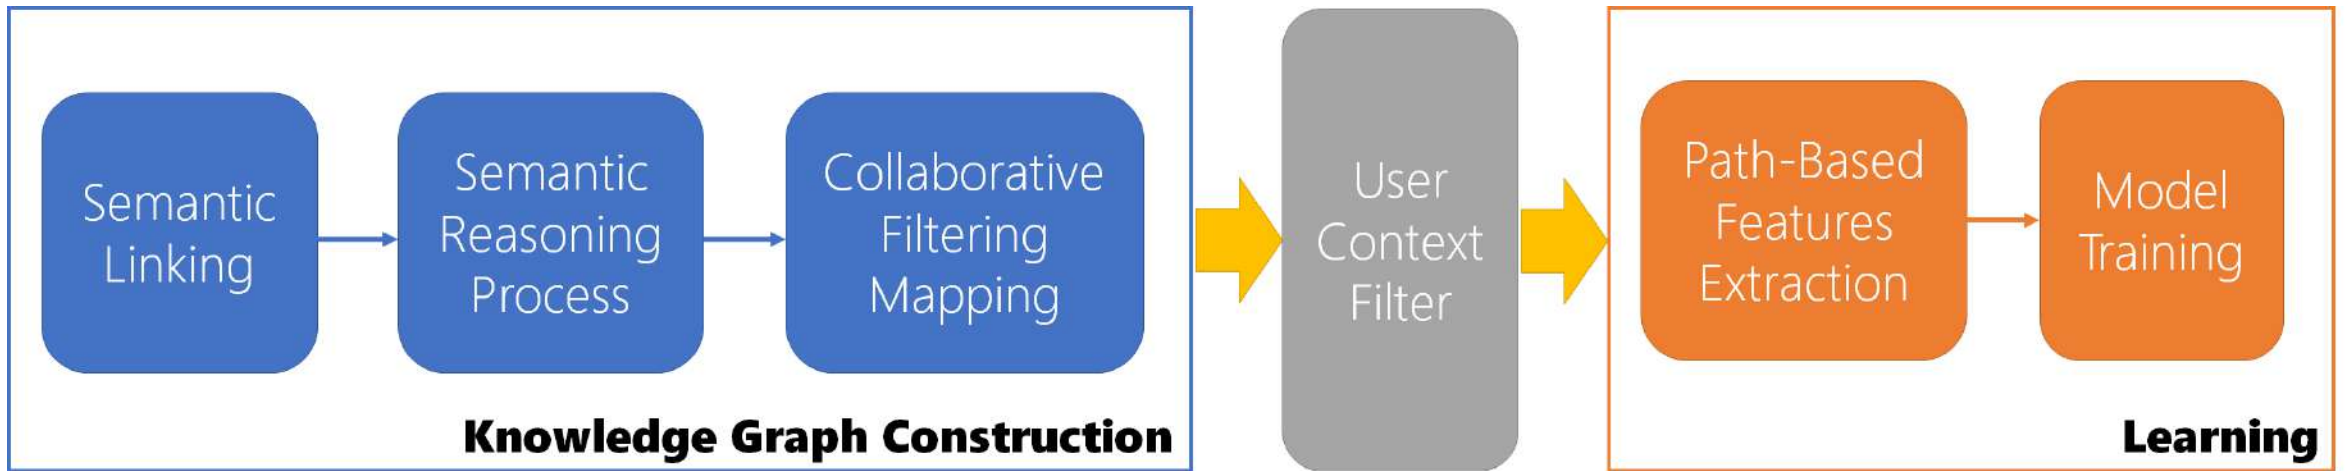 Semantic
Linking
Semantic
Reasoning
Process
Collaborative
Filtering
Mapping
Knowledge Graph Construction
User
Context
Filter
Path-Based
Features
Extraction
Model
Training
Learning